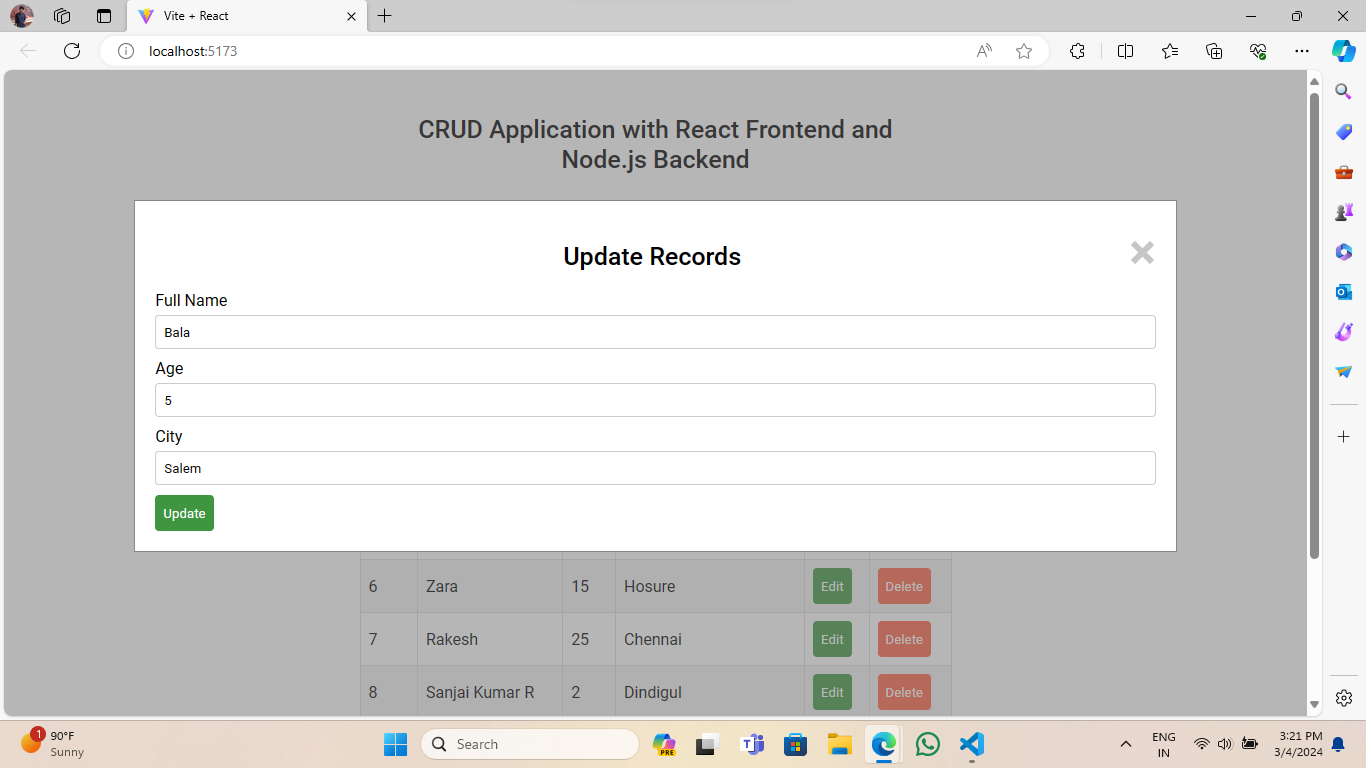 Vite + React
localhost:5173
CRUD Application with React Frontend and
Node.js Backend
Update Records
Full Name
Bala
Age
5
City
Salem
Update
6 Zara 15 Hosure Edit Delete
7 Rakesh 25 Chennai Edit Delete
8 Sanjai Kumar R 2 Dindigul Edit Delete
1
90°F
Sunny
Search
PRE
ENG
IN
3:21 PM
3/4/2024